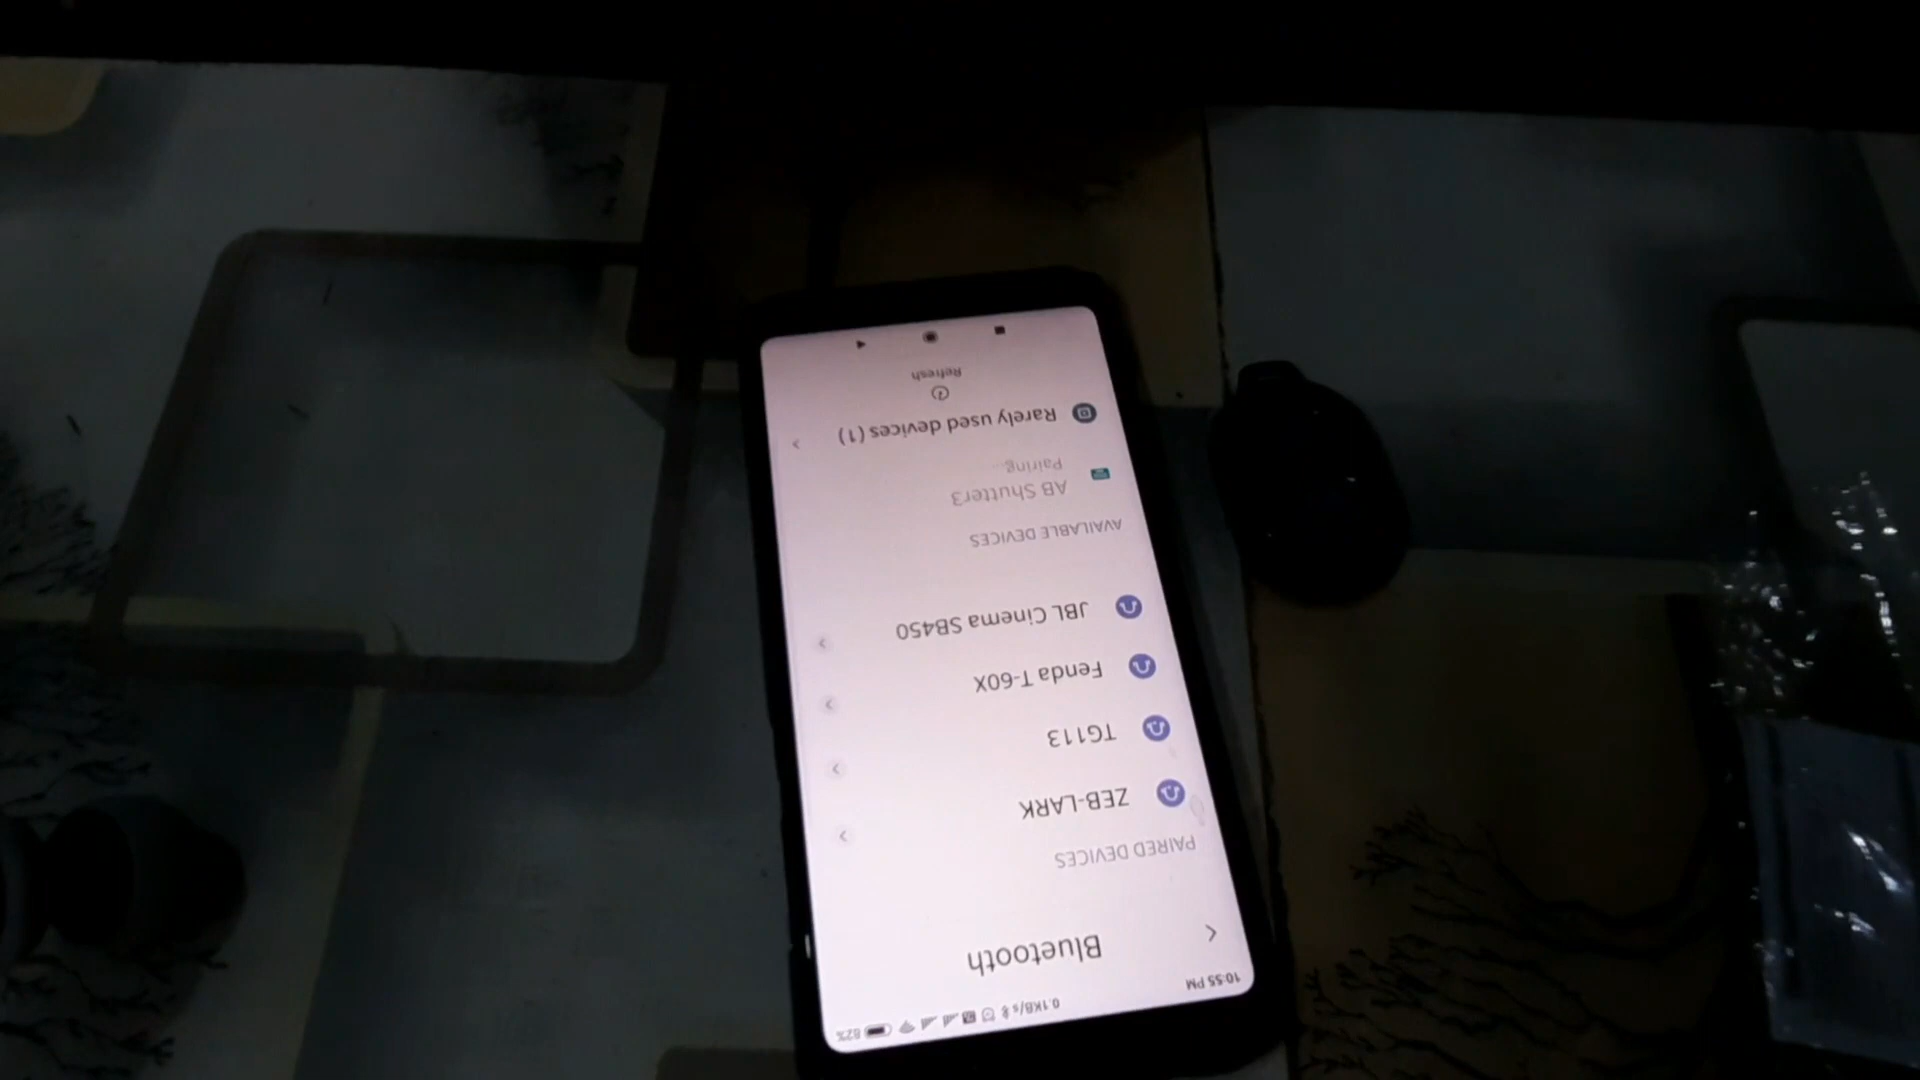 10:55 PM
0.1KB/s
82%
Bluetooth
PAIRED DEVICES
ZEB-LARK
TG113
Fenda T-60X
JBL Cinema SB450
AVAILABLE DEVICES
AB Shutter3
Pairing...
Rarely used devices (1)
Refresh